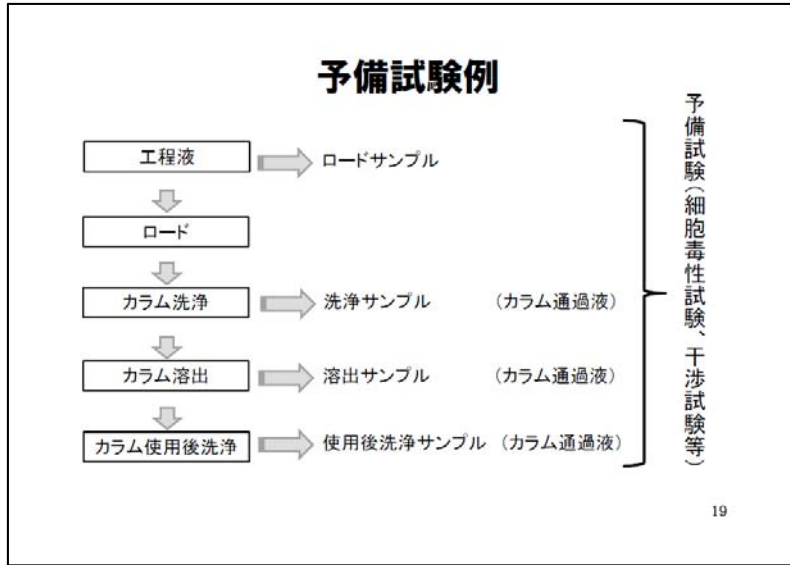 予備試験例
工程液
ロードサンプル
ロード
カラム洗浄
洗浄サンプル (カラム通過液)
カラム溶出
溶出サンプル (カラム通過液)
カラム使用後洗浄
使用後洗浄サンプル (カラム通過液)
予備試験(細胞毒性試験、干渉試験等)
19